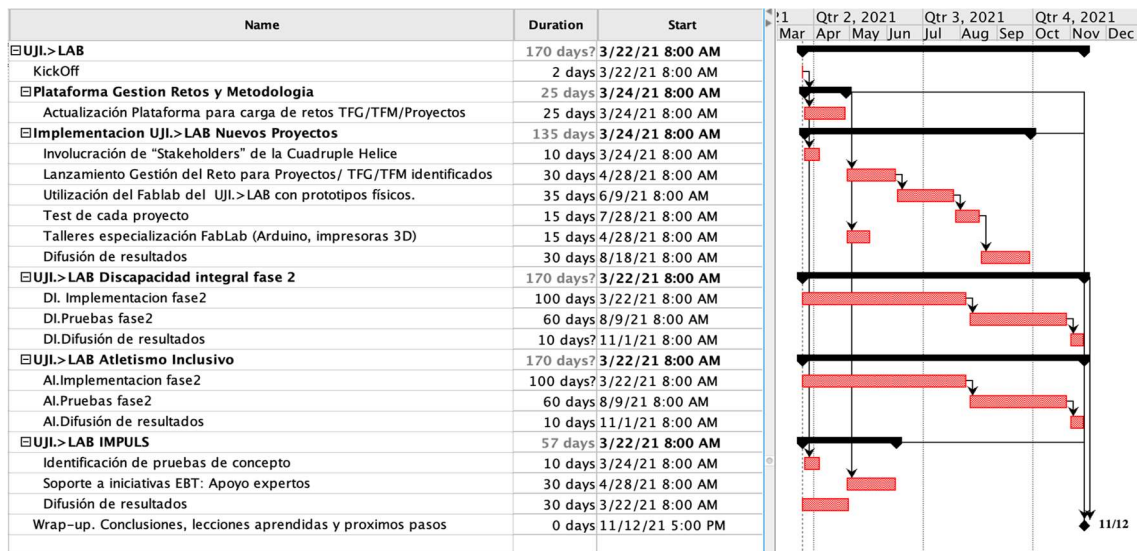 Name Duration Start
21 Qtr 2, 2021 Qtr 3, 2021 Qtr 4, 2021
Mar Apr May Jun Jul Aug Sep Oct Nov Dec
UJI.>LAB 170 days? 3/22/21 8:00 AM
KickOff 2 days 3/22/21 8:00 AM
Plataforma Gestion Retos y Metodologia 25 days 3/24/21 8:00 AM
Actualización Plataforma para carga de retos TFG/TFM/Proyectos 25 days 3/24/21 8:00 AM
Implementacion UJI.>LAB Nuevos Proyectos 135 days 3/24/21 8:00 AM
Involucración de “Stakeholders” de la Cuadruple Helice 10 days 3/24/21 8:00 AM
Lanzamiento Gestión del Reto para Proyectos/ TFG/TFM identificados 30 days 4/28/21 8:00 AM
Utilización del Fablab del UJI.>LAB con prototipos físicos. 35 days 6/9/21 8:00 AM
Test de cada proyecto 15 days 7/28/21 8:00 AM
Talleres especialización FabLab (Arduino, impresoras 3D) 15 days 4/28/21 8:00 AM
Difusión de resultados 30 days 8/18/21 8:00 AM
UJI.>LAB Discapacidad integral fase 2 170 days? 3/22/21 8:00 AM
DI. Implementacion fase2 100 days 3/22/21 8:00 AM
DI.Pruebas fase2 60 days 8/9/21 8:00 AM
DI.Difusión de resultados 10 days? 11/1/21 8:00 AM
UJI.>LAB Atletismo Inclusivo 170 days? 3/22/21 8:00 AM
AI.Implementacion fase2 100 days? 3/22/21 8:00 AM
AI.Pruebas fase2 60 days 8/9/21 8:00 AM
AI.Difusión de resultados 10 days 11/1/21 8:00 AM
UJI.>LAB IMPULS 57 days 3/22/21 8:00 AM
Identificación de pruebas de concepto 10 days 3/24/21 8:00 AM
Soporte a iniciativas EBT: Apoyo expertos 30 days 4/28/21 8:00 AM
Difusión de resultados 30 days 3/22/21 8:00 AM
Wrap-up. Conclusiones, lecciones aprendidas y proximos pasos 0 days 11/12/21 5:00 PM 11/12